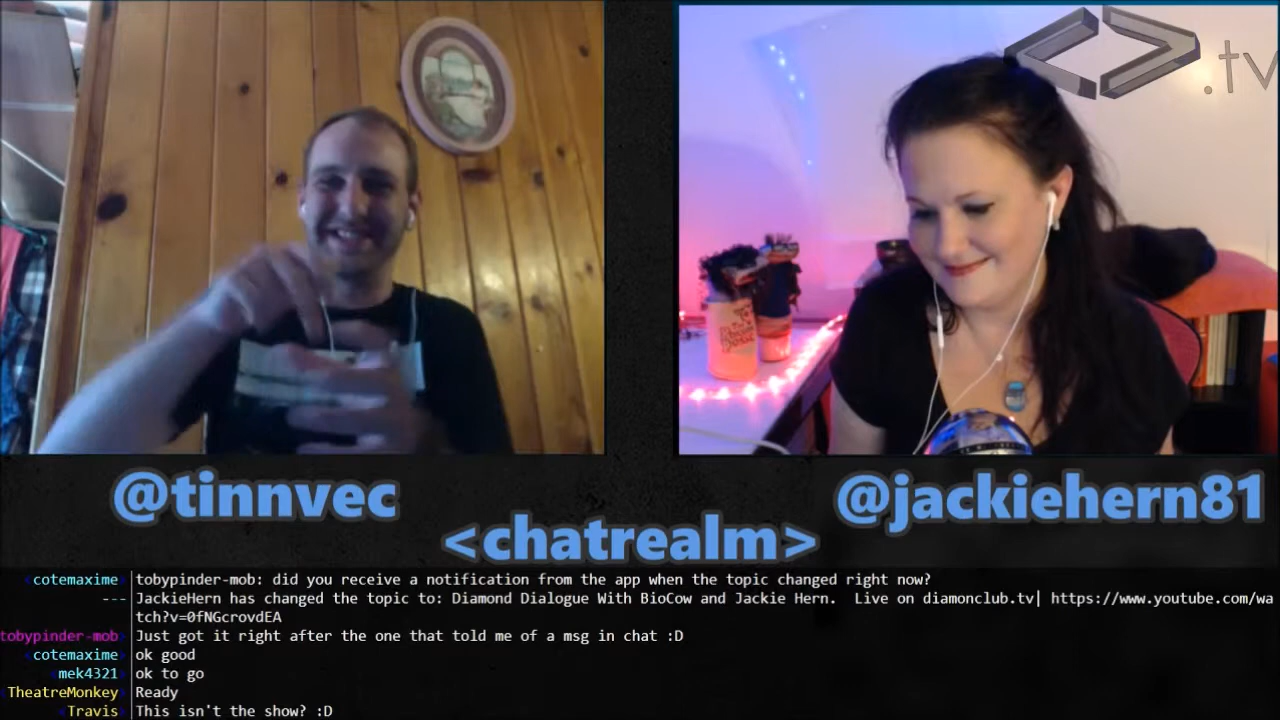 <>.tv
@tinnvec
@jackiehern81
<chatrealm>
cotemaxime tobypinder-mob: did you receive a notification from the app when the topic changed right now?
--- JackieHern has changed the topic to: Diamond Dialogue With BioCow and Jackie Hern.  Live on diamonclub.tv| https://www.youtube.com/wa
tch?v=0fNGcrovdEA
tobypinder-mob Just got it right after the one that told me of a msg in chat :D
cotemaxime ok good
mek4321 ok to go
TheatreMonkey Ready
Travis This isn't the show? :D